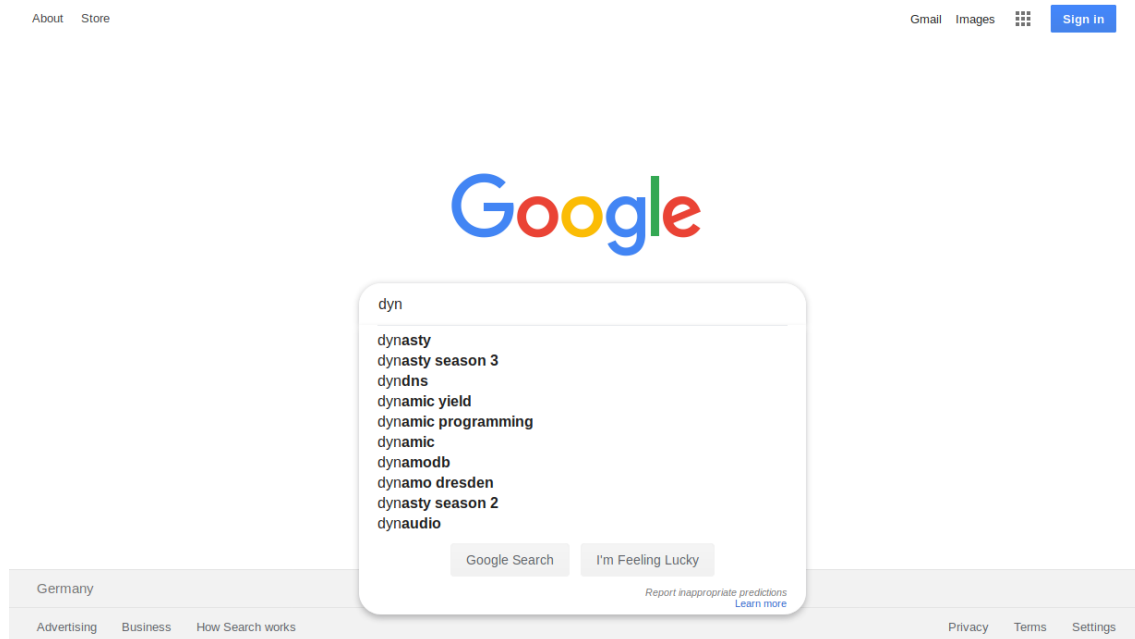 About Store Gmail Images Sign in
Google
dyn
dynasty
dynasty season 3
dyndns
dynamic yield
dynamic programming
dynamic
dynamodb
dynamo dresden
dynasty season 2
dynaudio
Google Search I'm Feeling Lucky
Report inappropriate predictions
Learn more
Germany
Advertising Business How Search works Privacy Terms Settings